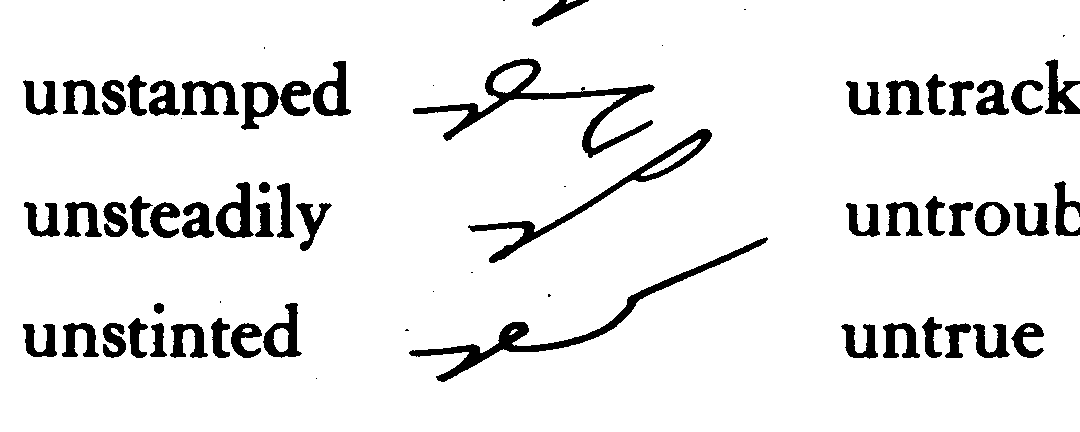 unstamped untrack
unsteadily untroub
unstinted untrue